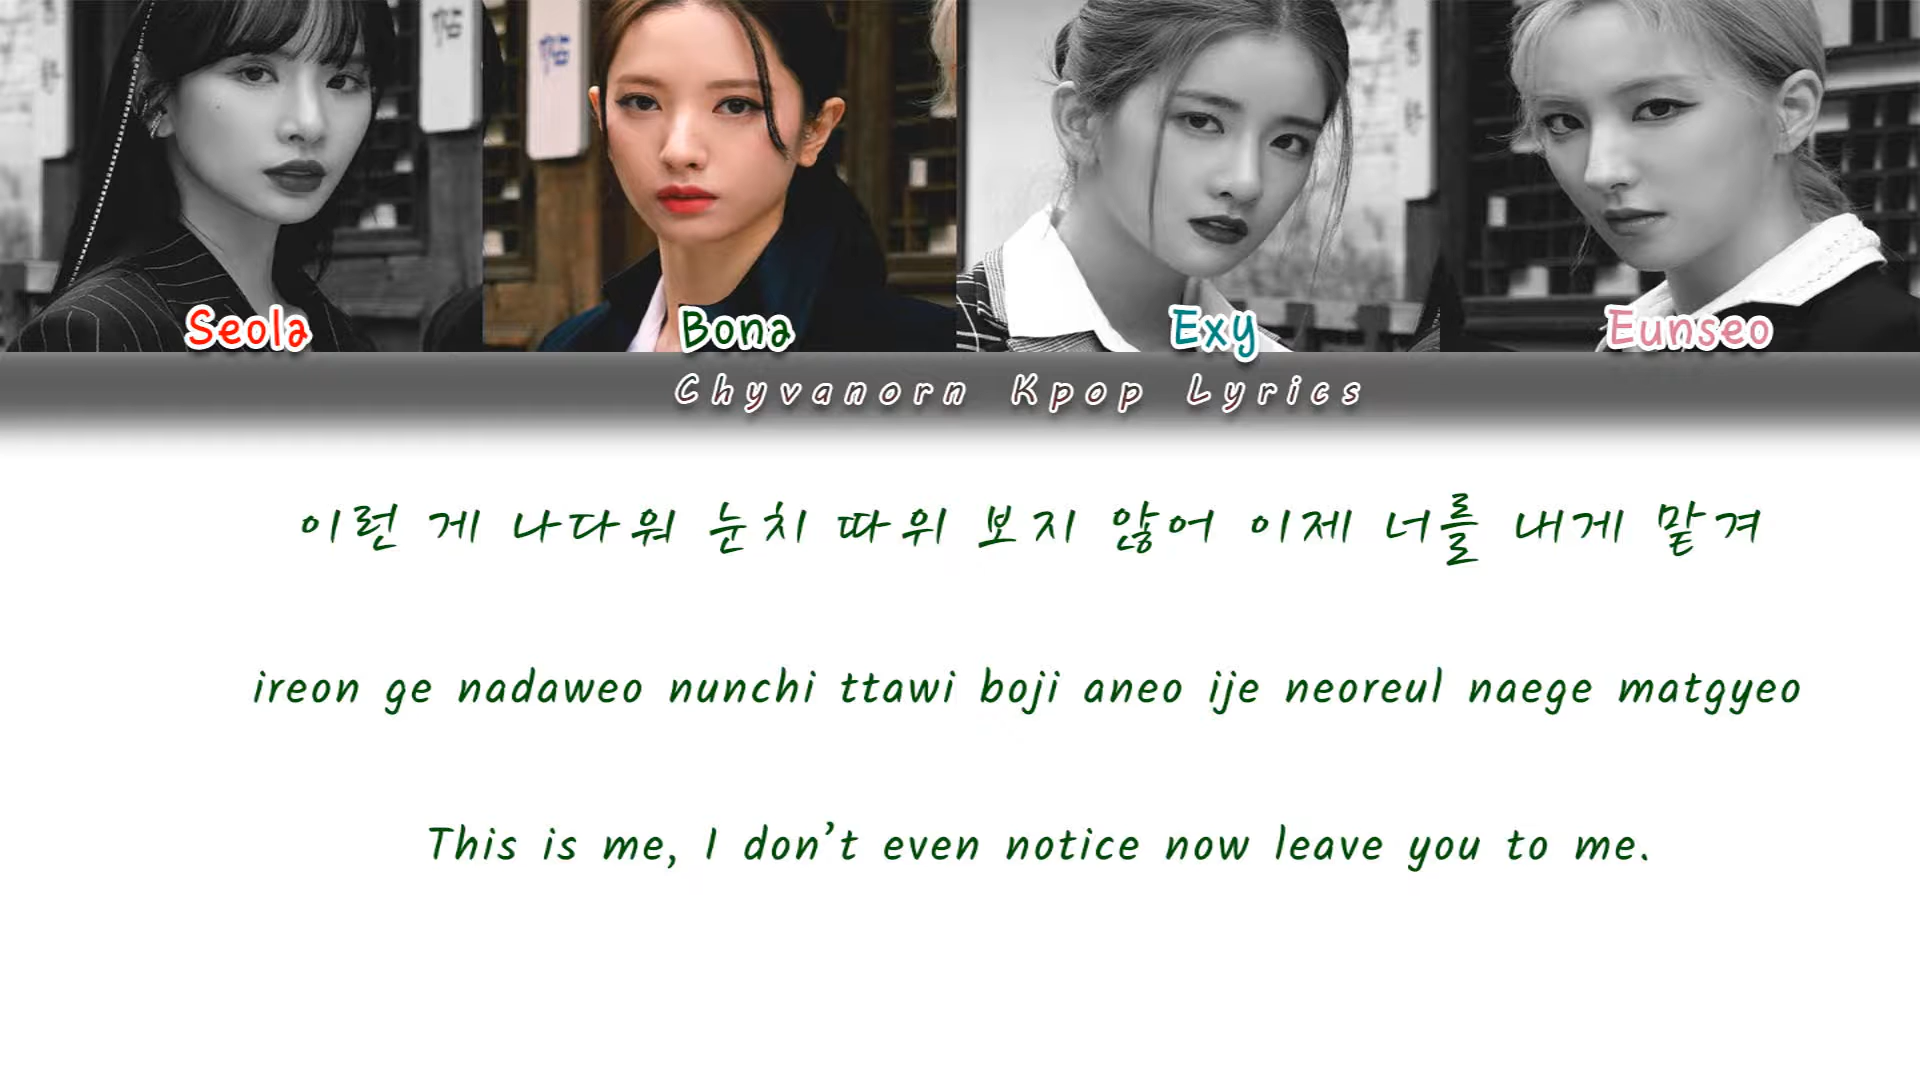 Seola Bona Exy Eunseo
Chyvanorn Kpop Lyrics
이런 게 나다워 눈치 따위 보지 않어 이제 너를 내게 맡겨
ireon ge nadaweo nunchi ttawi boji aneo ije neoreul naege matgyeo
This is me, I don’t even notice now leave you to me.